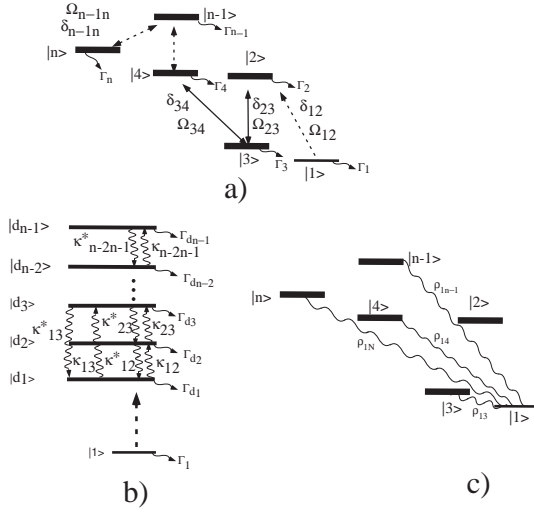 Ω_{n-1n}
|n-1>
δ_{n-1n}
Γ_{n-1}
|n>
Γ_n
|4>
|2>
Γ_4
Γ_2
δ_{34}
δ_{23}
δ_{12}
Ω_{34}
Ω_{23}
Ω_{12}
|3>
Γ_3
|1>
Γ_1
a)
|d_{n-1}>
Γ_{d_{n-1}}
κ*_{n-2n-1}
κ_{n-2n-1}
|d_{n-2}>
Γ_{d_{n-2}}
|d_3>
Γ_{d_3}
κ*_{13}
κ*_{23}
κ_{23}
|d_2>
Γ_{d_2}
κ_{13}
κ*_{12}
κ_{12}
|d_1>
Γ_{d_1}
|1>
Γ_1
b)
|n-1>
ρ_{1n-1}
|n>
|4>
|2>
ρ_{1N}
ρ_{14}
|3>
ρ_{13}
|1>
c)